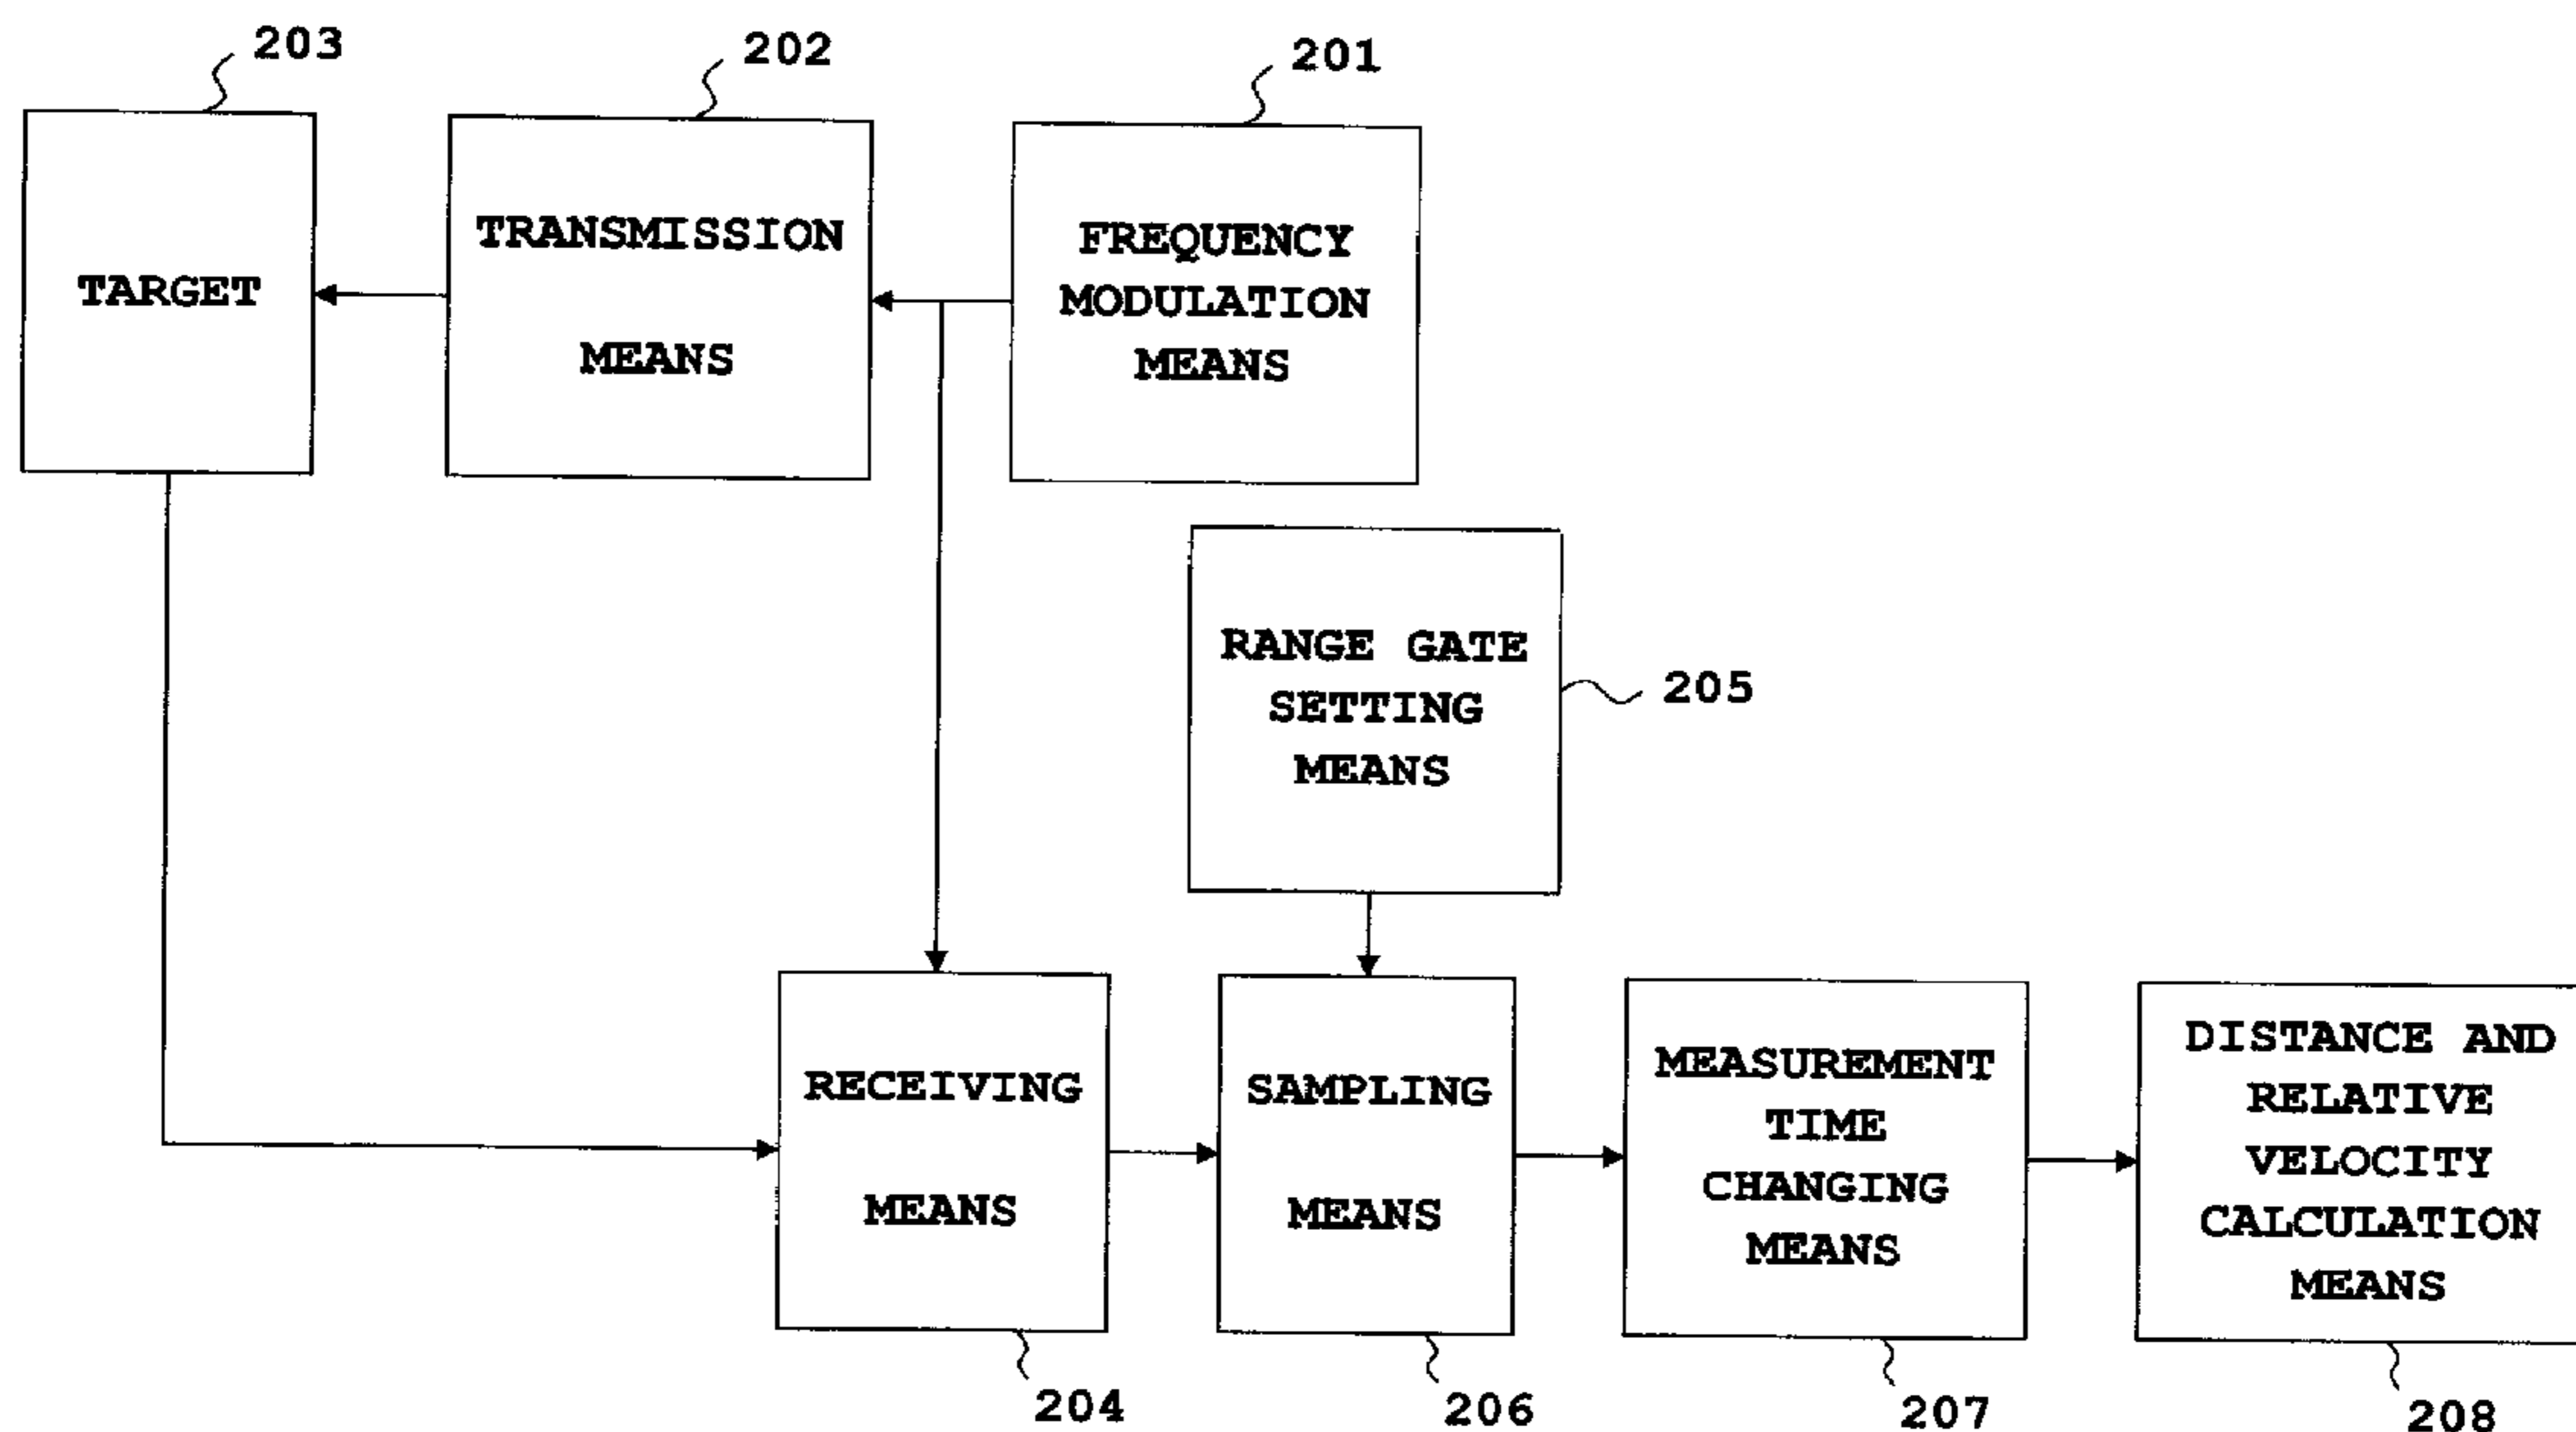 203
202
201
TARGET
TRANSMISSION
MEANS
FREQUENCY
MODULATION
MEANS
RANGE GATE
SETTING
MEANS
205
RECEIVING
MEANS
SAMPLING
MEANS
MEASUREMENT
TIME
CHANGING
MEANS
DISTANCE AND
RELATIVE
VELOCITY
CALCULATION
MEANS
204
206
207
208